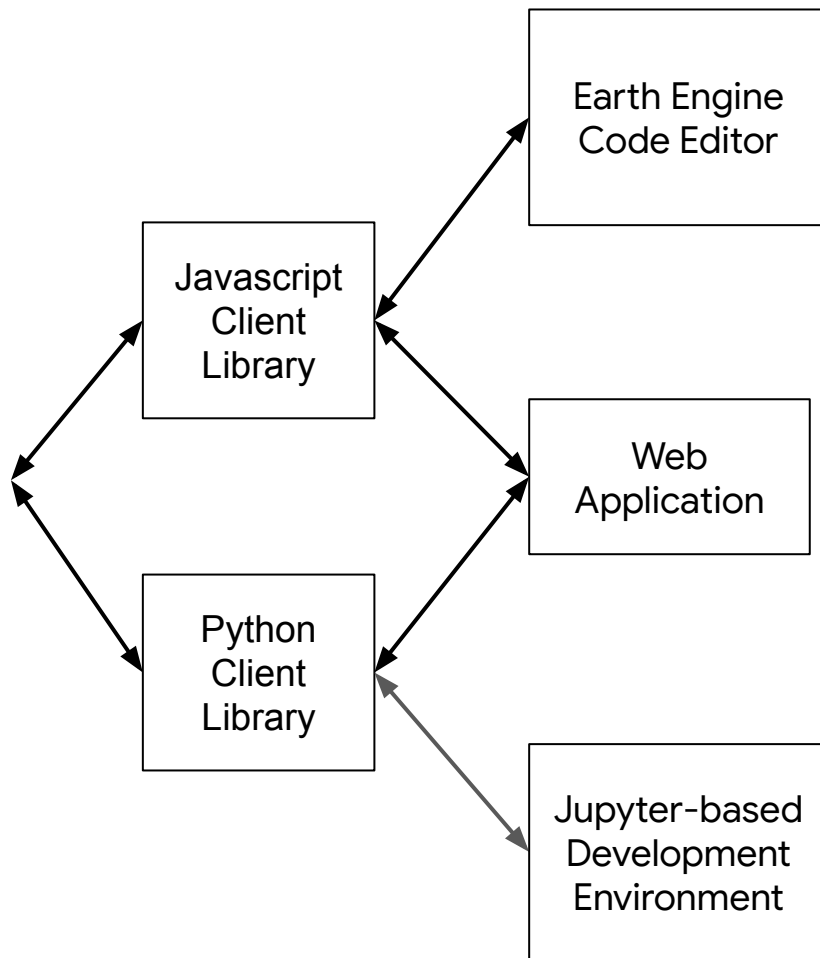 Earth Engine
Code Editor
Javascript
Client
Library
Web
Application
Python
Client
Library
Jupyter-based
Development
Environment